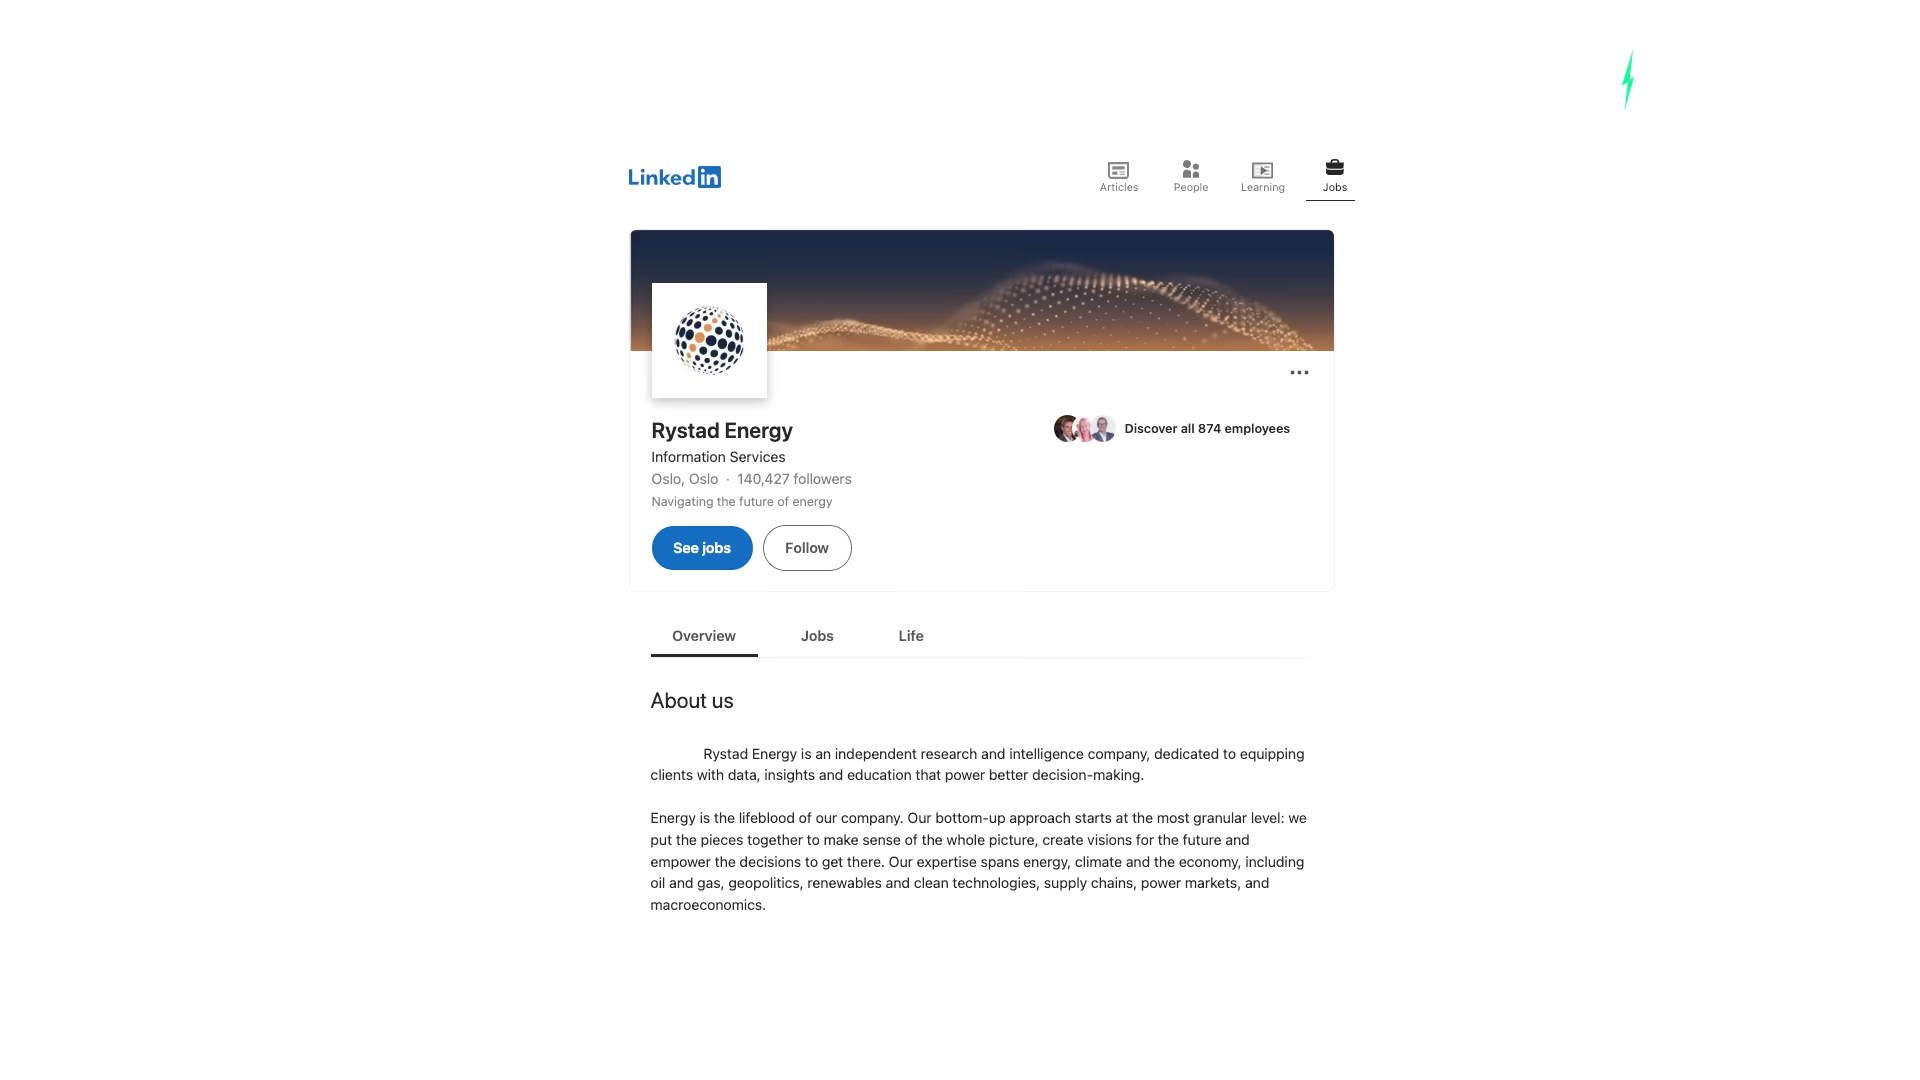 LinkedIn
Articles
People
Learning
Jobs
Rystad Energy
Discover all 874 employees
Information Services
Oslo, Oslo · 140,427 followers
Navigating the future of energy
See jobs
Follow
Overview
Jobs
Life
About us
Rystad Energy is an independent research and intelligence company, dedicated to equipping
clients with data, insights and education that power better decision-making.
Energy is the lifeblood of our company. Our bottom-up approach starts at the most granular level: we
put the pieces together to make sense of the whole picture, create visions for the future and
empower the decisions to get there. Our expertise spans energy, climate and the economy, including
oil and gas, geopolitics, renewables and clean technologies, supply chains, power markets, and
macroeconomics.